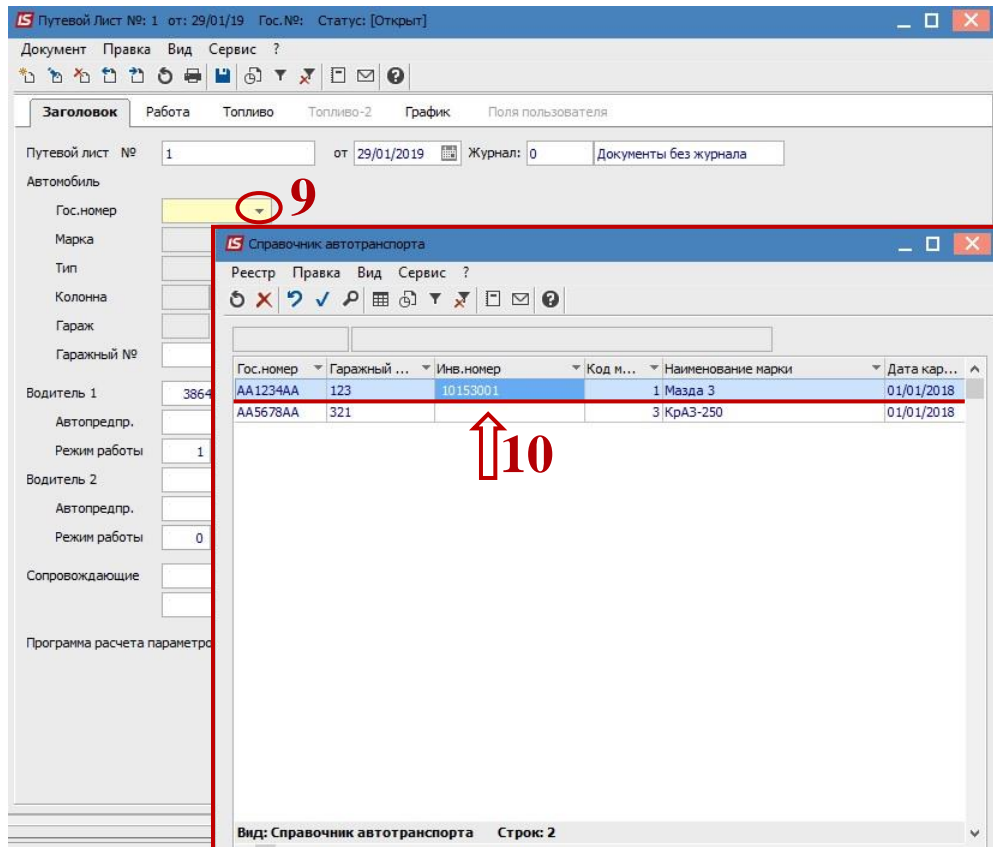 Путевой Лист №: 1 от: 29/01/19 Гос.№: Статус: [Открыт]
Документ Правка Вид Сервис ?
Заголовок Работа Топливо Топливо-2 График Поля пользователя
Путевой лист № 1 от 29/01/2019 Журнал: 0 Документы без журнала
Автомобиль
Гос.номер
9
Марка
Тип
Колонна
Гараж
Гаражный №
Водитель 1 3864
Автопредпр.
Режим работы 1
Водитель 2
Автопредпр.
Режим работы 0
Сопровождающие
Программа расчета параметро
Справочник автотранспорта
Реестр Правка Вид Сервис ?
Гос.номер Гаражный ... Инв.номер Код м... Наименование марки Дата кар...
АА1234АА 123 10153001 1 Мазда 3 01/01/2018
АА5678АА 321 3 КрАЗ-250 01/01/2018
10
Вид: Справочник автотранспорта Строк: 2